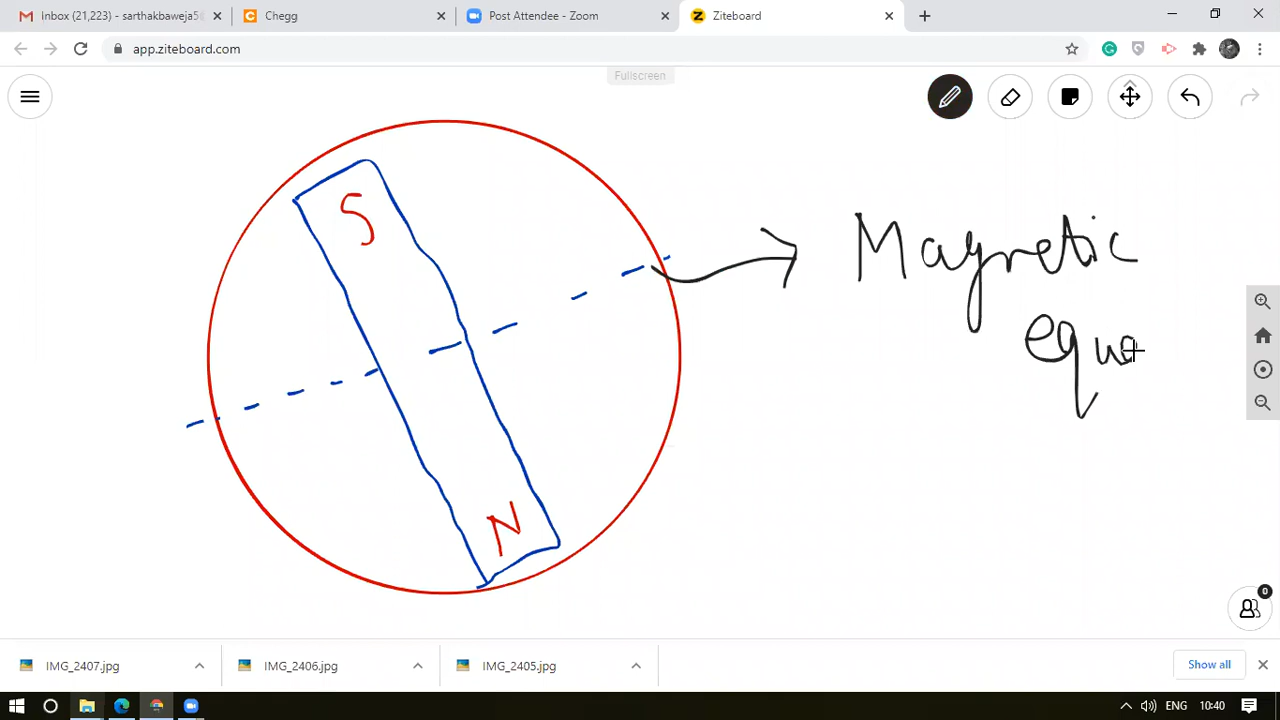 Inbox (21,223) - sarthakbaweja5
Chegg
Post Attendee - Zoom
Ziteboard
app.ziteboard.com
Fullscreen
S
Magnetic
equa
N
0
IMG_2407.jpg
IMG_2406.jpg
IMG_2405.jpg
Show all
ENG
10:40